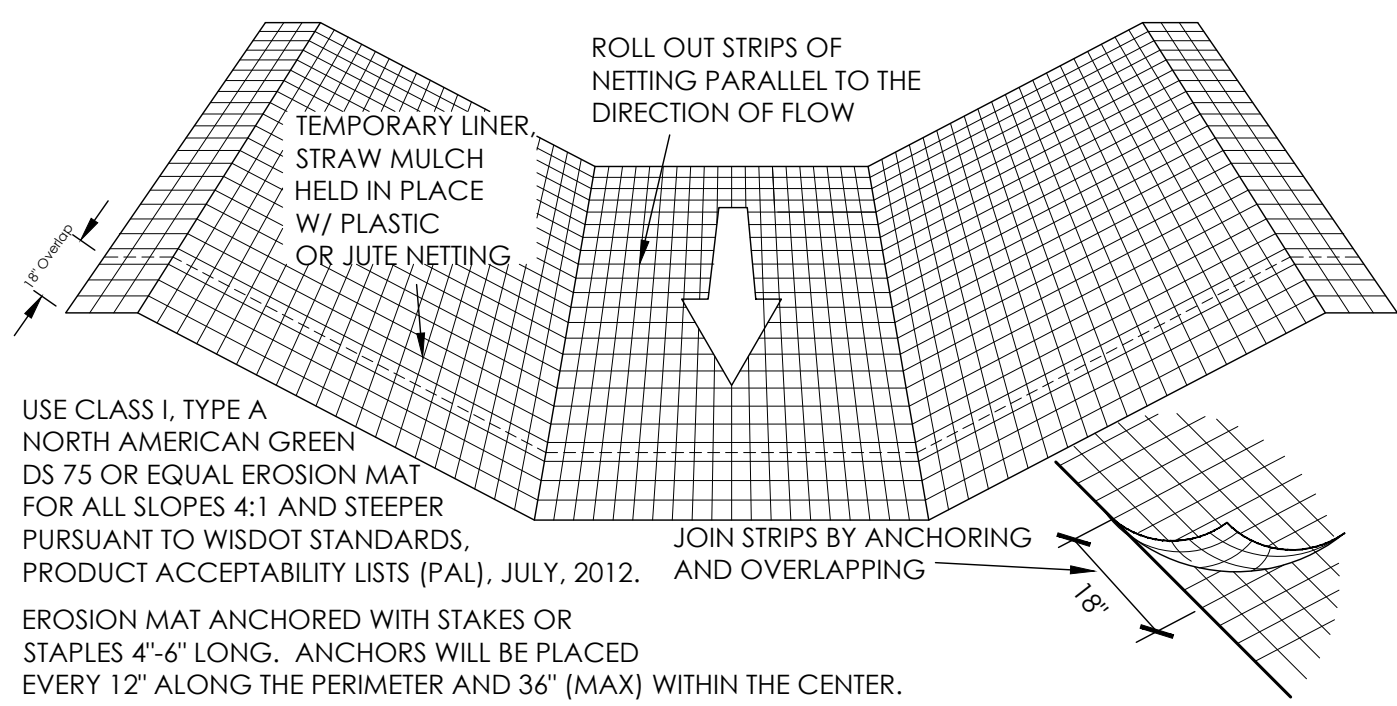 ROLL OUT STRIPS OF
NETTING PARALLEL TO THE
DIRECTION OF FLOW
TEMPORARY LINER,
STRAW MULCH
HELD IN PLACE
W/ PLASTIC
OR JUTE NETTING
18" Overlap
USE CLASS I, TYPE A
NORTH AMERICAN GREEN
DS 75 OR EQUAL EROSION MAT
FOR ALL SLOPES 4:1 AND STEEPER
PURSUANT TO WISDOT STANDARDS,
PRODUCT ACCEPTABILITY LISTS (PAL), JULY, 2012.
JOIN STRIPS BY ANCHORING
AND OVERLAPPING
18"
EROSION MAT ANCHORED WITH STAKES OR
STAPLES 4"-6" LONG.  ANCHORS WILL BE PLACED
EVERY 12" ALONG THE PERIMETER AND 36" (MAX) WITHIN THE CENTER.